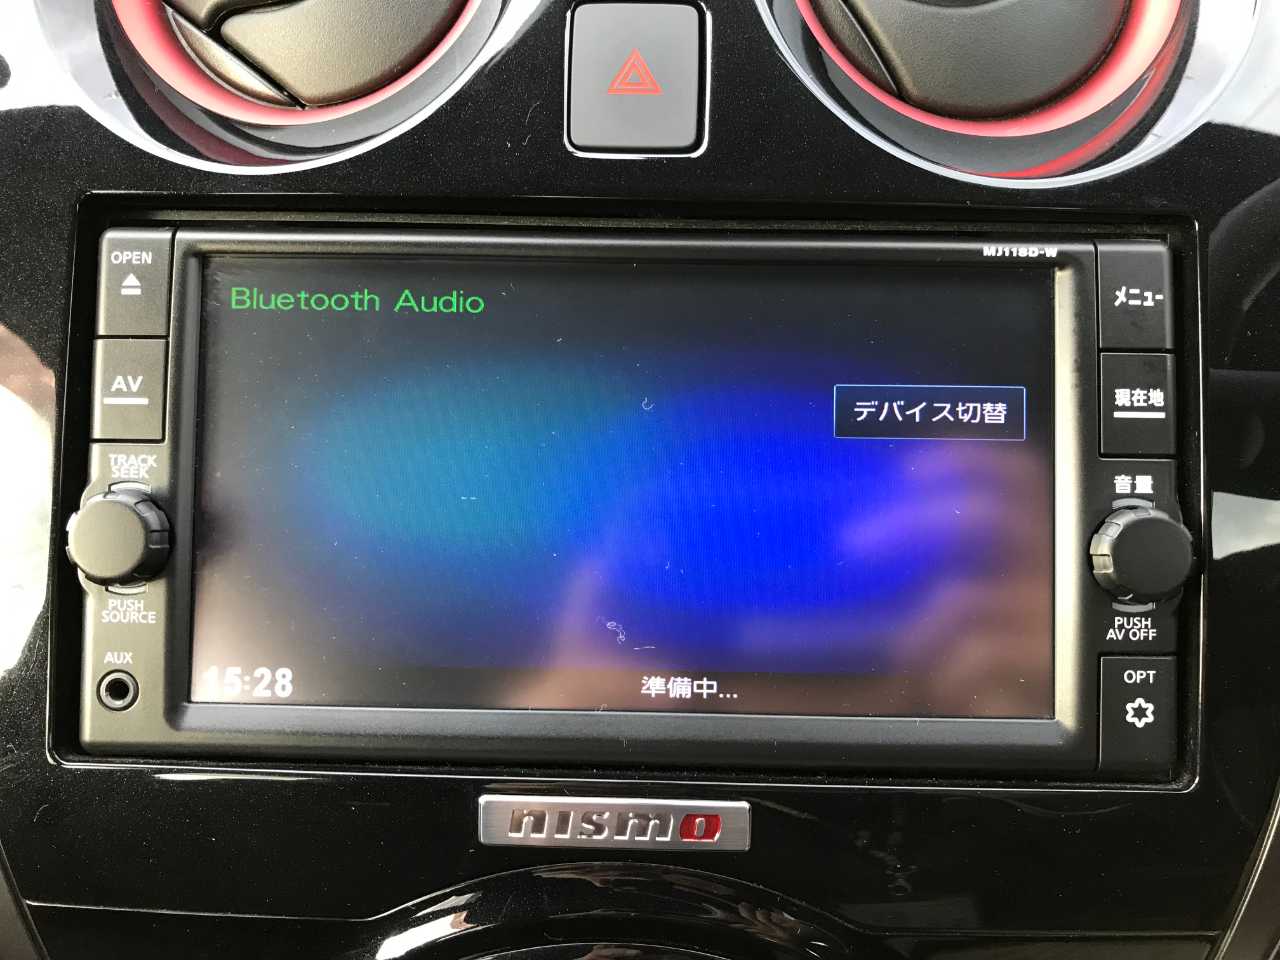 MJ118D-W
OPEN
AV
TRACK
SEEK
PUSH
SOURCE
AUX
Bluetooth Audio
デバイス切替
15:28
準備中...
メニュー
現在地
音量
PUSH
AV OFF
OPT
nismo